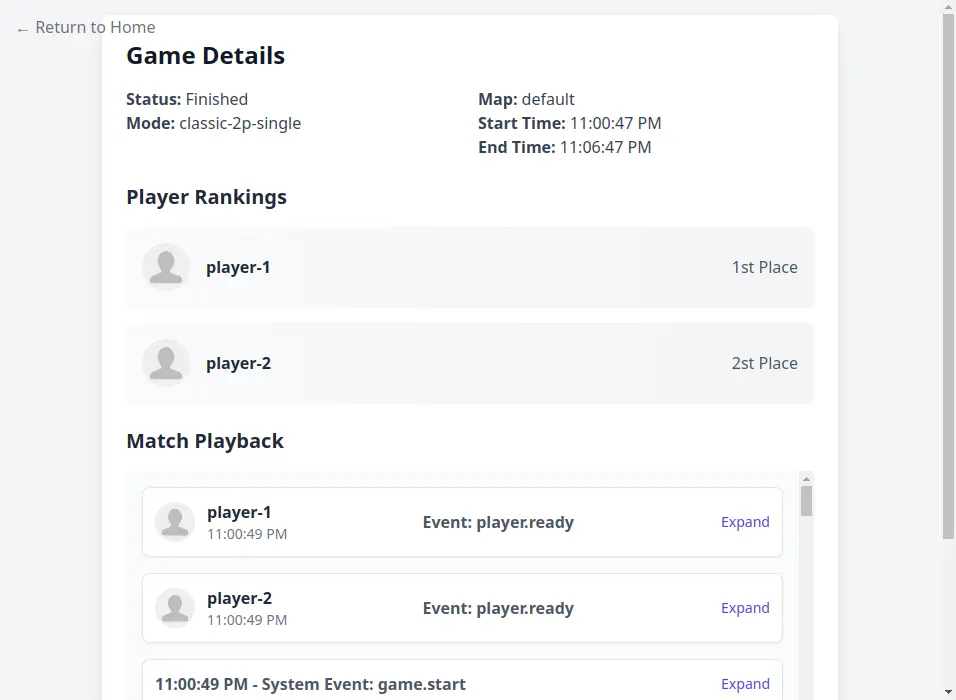 ← Return to Home
Game Details
Status: Finished
Mode: classic-2p-single
Map: default
Start Time: 11:00:47 PM
End Time: 11:06:47 PM
Player Rankings
player-1
1st Place
player-2
2st Place
Match Playback
player-1
11:00:49 PM
Event: player.ready
Expand
player-2
11:00:49 PM
Event: player.ready
Expand
11:00:49 PM - System Event: game.start
Expand